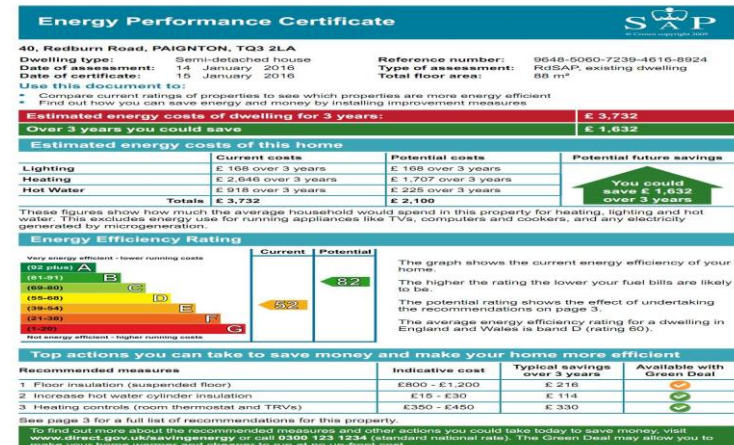 Energy Performance Certificate
SAP
© Crown copyright 2009
40, Redburn Road, PAIGNTON, TQ3 2LA
Dwelling type: Semi-detached house Reference number: 9648-5060-7239-4616-8924
Date of assessment: 14 January 2016 Type of assessment: RdSAP, existing dwelling
Date of certificate: 15 January 2016 Total floor area: 88 m²
Use this document to:
• Compare current ratings of properties to see which properties are more energy efficient
• Find out how you can save energy and money by installing improvement measures
Estimated energy costs of dwelling for 3 years: £ 3,732
Over 3 years you could save £ 1,632
Estimated energy costs of this home
Current costs Potential costs Potential future savings
Lighting £ 168 over 3 years £ 168 over 3 years
Heating £ 2,646 over 3 years £ 1,707 over 3 years
Hot Water £ 918 over 3 years £ 225 over 3 years
Totals £ 3,732 £ 2,100
You could
save £ 1,632
over 3 years
These figures show how much the average household would spend in this property for heating, lighting and hot
water. This excludes energy use for running appliances like TVs, computers and cookers, and any electricity
generated by microgeneration.
Energy Efficiency Rating
Current Potential
Very energy efficient - lower running costs
(92 plus) A
(81-91) B
(69-80) C
(55-68) D
(39-54) E
(21-38) F
(1-20) G
Not energy efficient - higher running costs
52
82
The graph shows the current energy efficiency of your
home.
The higher the rating the lower your fuel bills are likely
to be.
The potential rating shows the effect of undertaking
the recommendations on page 3.
The average energy efficiency rating for a dwelling in
England and Wales is band D (rating 60).
Top actions you can take to save money and make your home more efficient
Recommended measures Indicative cost Typical savings over 3 years Available with Green Deal
1 Floor insulation (suspended floor) £800 - £1,200 £ 216
2 Increase hot water cylinder insulation £15 - £30 £ 114
3 Heating controls (room thermostat and TRVs) £350 - £450 £ 330
See page 3 for a full list of recommendations for this property.
To find out more about the recommended measures and other actions you could take today to save money, visit
www.direct.gov.uk/savingenergy or call 0300 123 1234 (standard national rate). The Green Deal may allow you to